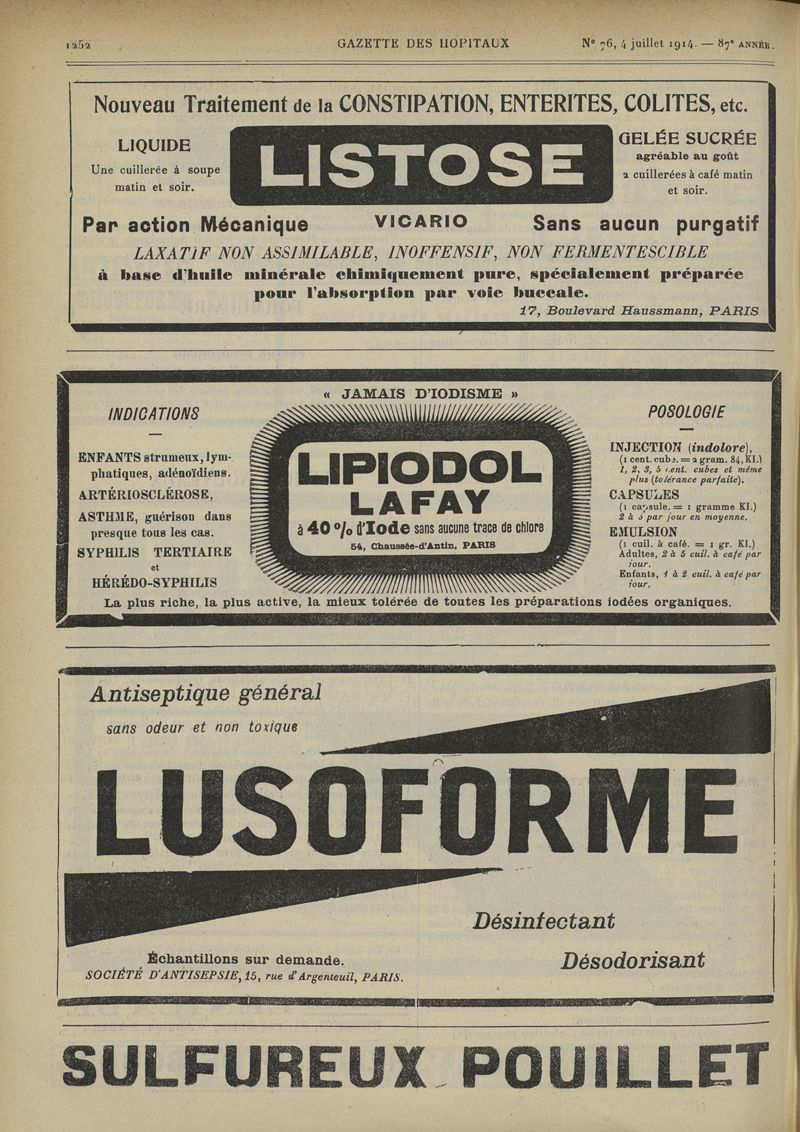 1252 GAZETTE DES HOPITAUX N° 76, 4 juillet 1914. — 87e ANNÉE.
Nouveau Traitement de la CONSTIPATION, ENTERITES, COLITES, etc.
LIQUIDE
Une cuillerée à soupe
matin et soir.
LISTOSE
GELÉE SUCRÉE
agréable au goût
2 cuillerées à café matin
et soir.
Par action Mécanique VICARIO Sans aucun purgatif
LAXATIF NON ASSIMILABLE, INOFFENSIF, NON FERMENTESCIBLE
à base d'huile minérale chimiquement pure, spécialement préparée
pour l'absorption par voie buccale.
17, Boulevard Haussmann, PARIS
« JAMAIS D'IODISME »
INDICATIONS
ENFANTS strumeux, lym-
phatiques, adénoïdiens.
ARTÉRIOSCLÉROSE,
ASTHME, guérison dans
presque tous les cas.
SYPHILIS TERTIAIRE
et
HÉRÉDO-SYPHILIS
LIPIODOL
LAFAY
à 40 % d'Iode sans aucune trace de chlore
54, Chaussée-d'Antin, PARIS
POSOLOGIE
INJECTION (indolore),
(1 cent. cube. = 2 gram. 84, KI.)
1, 2, 3, 5 cent. cubes et même
plus (tolérance parfaite).
CAPSULES
(1 capsule. = 1 gramme KI.)
2 à 3 par jour en moyenne.
EMULSION
(1 cuil. à café. = 1 gr. KI.)
Adultes, 2 à 5 cuil. à café par
jour.
Enfants, 1 à 2 cuil. à café par
jour.
La plus riche, la plus active, la mieux tolérée de toutes les préparations iodées organiques.
Antiseptique général
sans odeur et non toxique
LUSOFORME
Désinfectant
Échantillons sur demande.
Désodorisant
SOCIÉTÉ D'ANTISEPSIE, 15, rue d'Argenteuil, PARIS.
SULFUREUX POUILLET